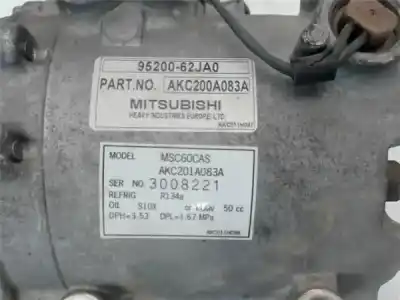 95200-62JA0
PART.NO. AKC200A083A
MITSUBISHI
HEAVY INDUSTRIES EUROPE LTD.
MODEL MSC60CAS
AKC201A083A
SER NO. 3008221
REFRIG R134a
OIL 50 cc
DPH=3.53 DPL=1.67 MPa